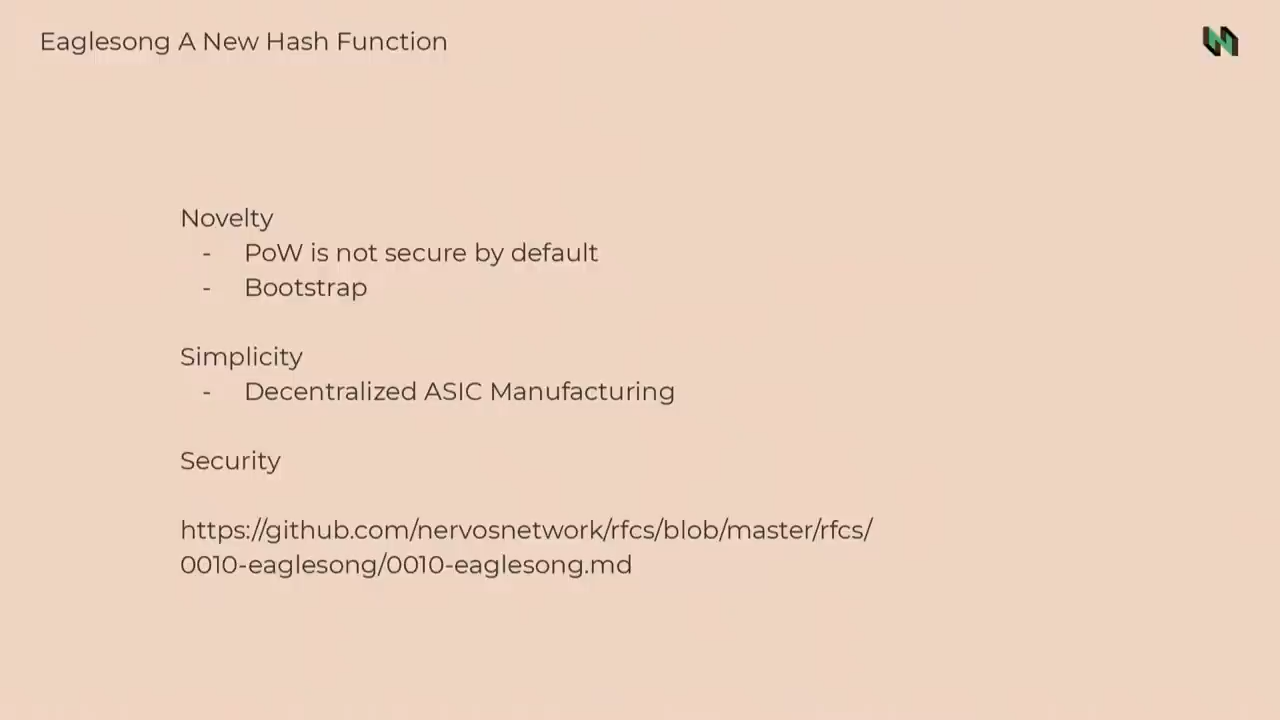 Eaglesong A New Hash Function
Novelty
- PoW is not secure by default
- Bootstrap
Simplicity
- Decentralized ASIC Manufacturing
Security
https://github.com/nervosnetwork/rfcs/blob/master/rfcs/
0010-eaglesong/0010-eaglesong.md